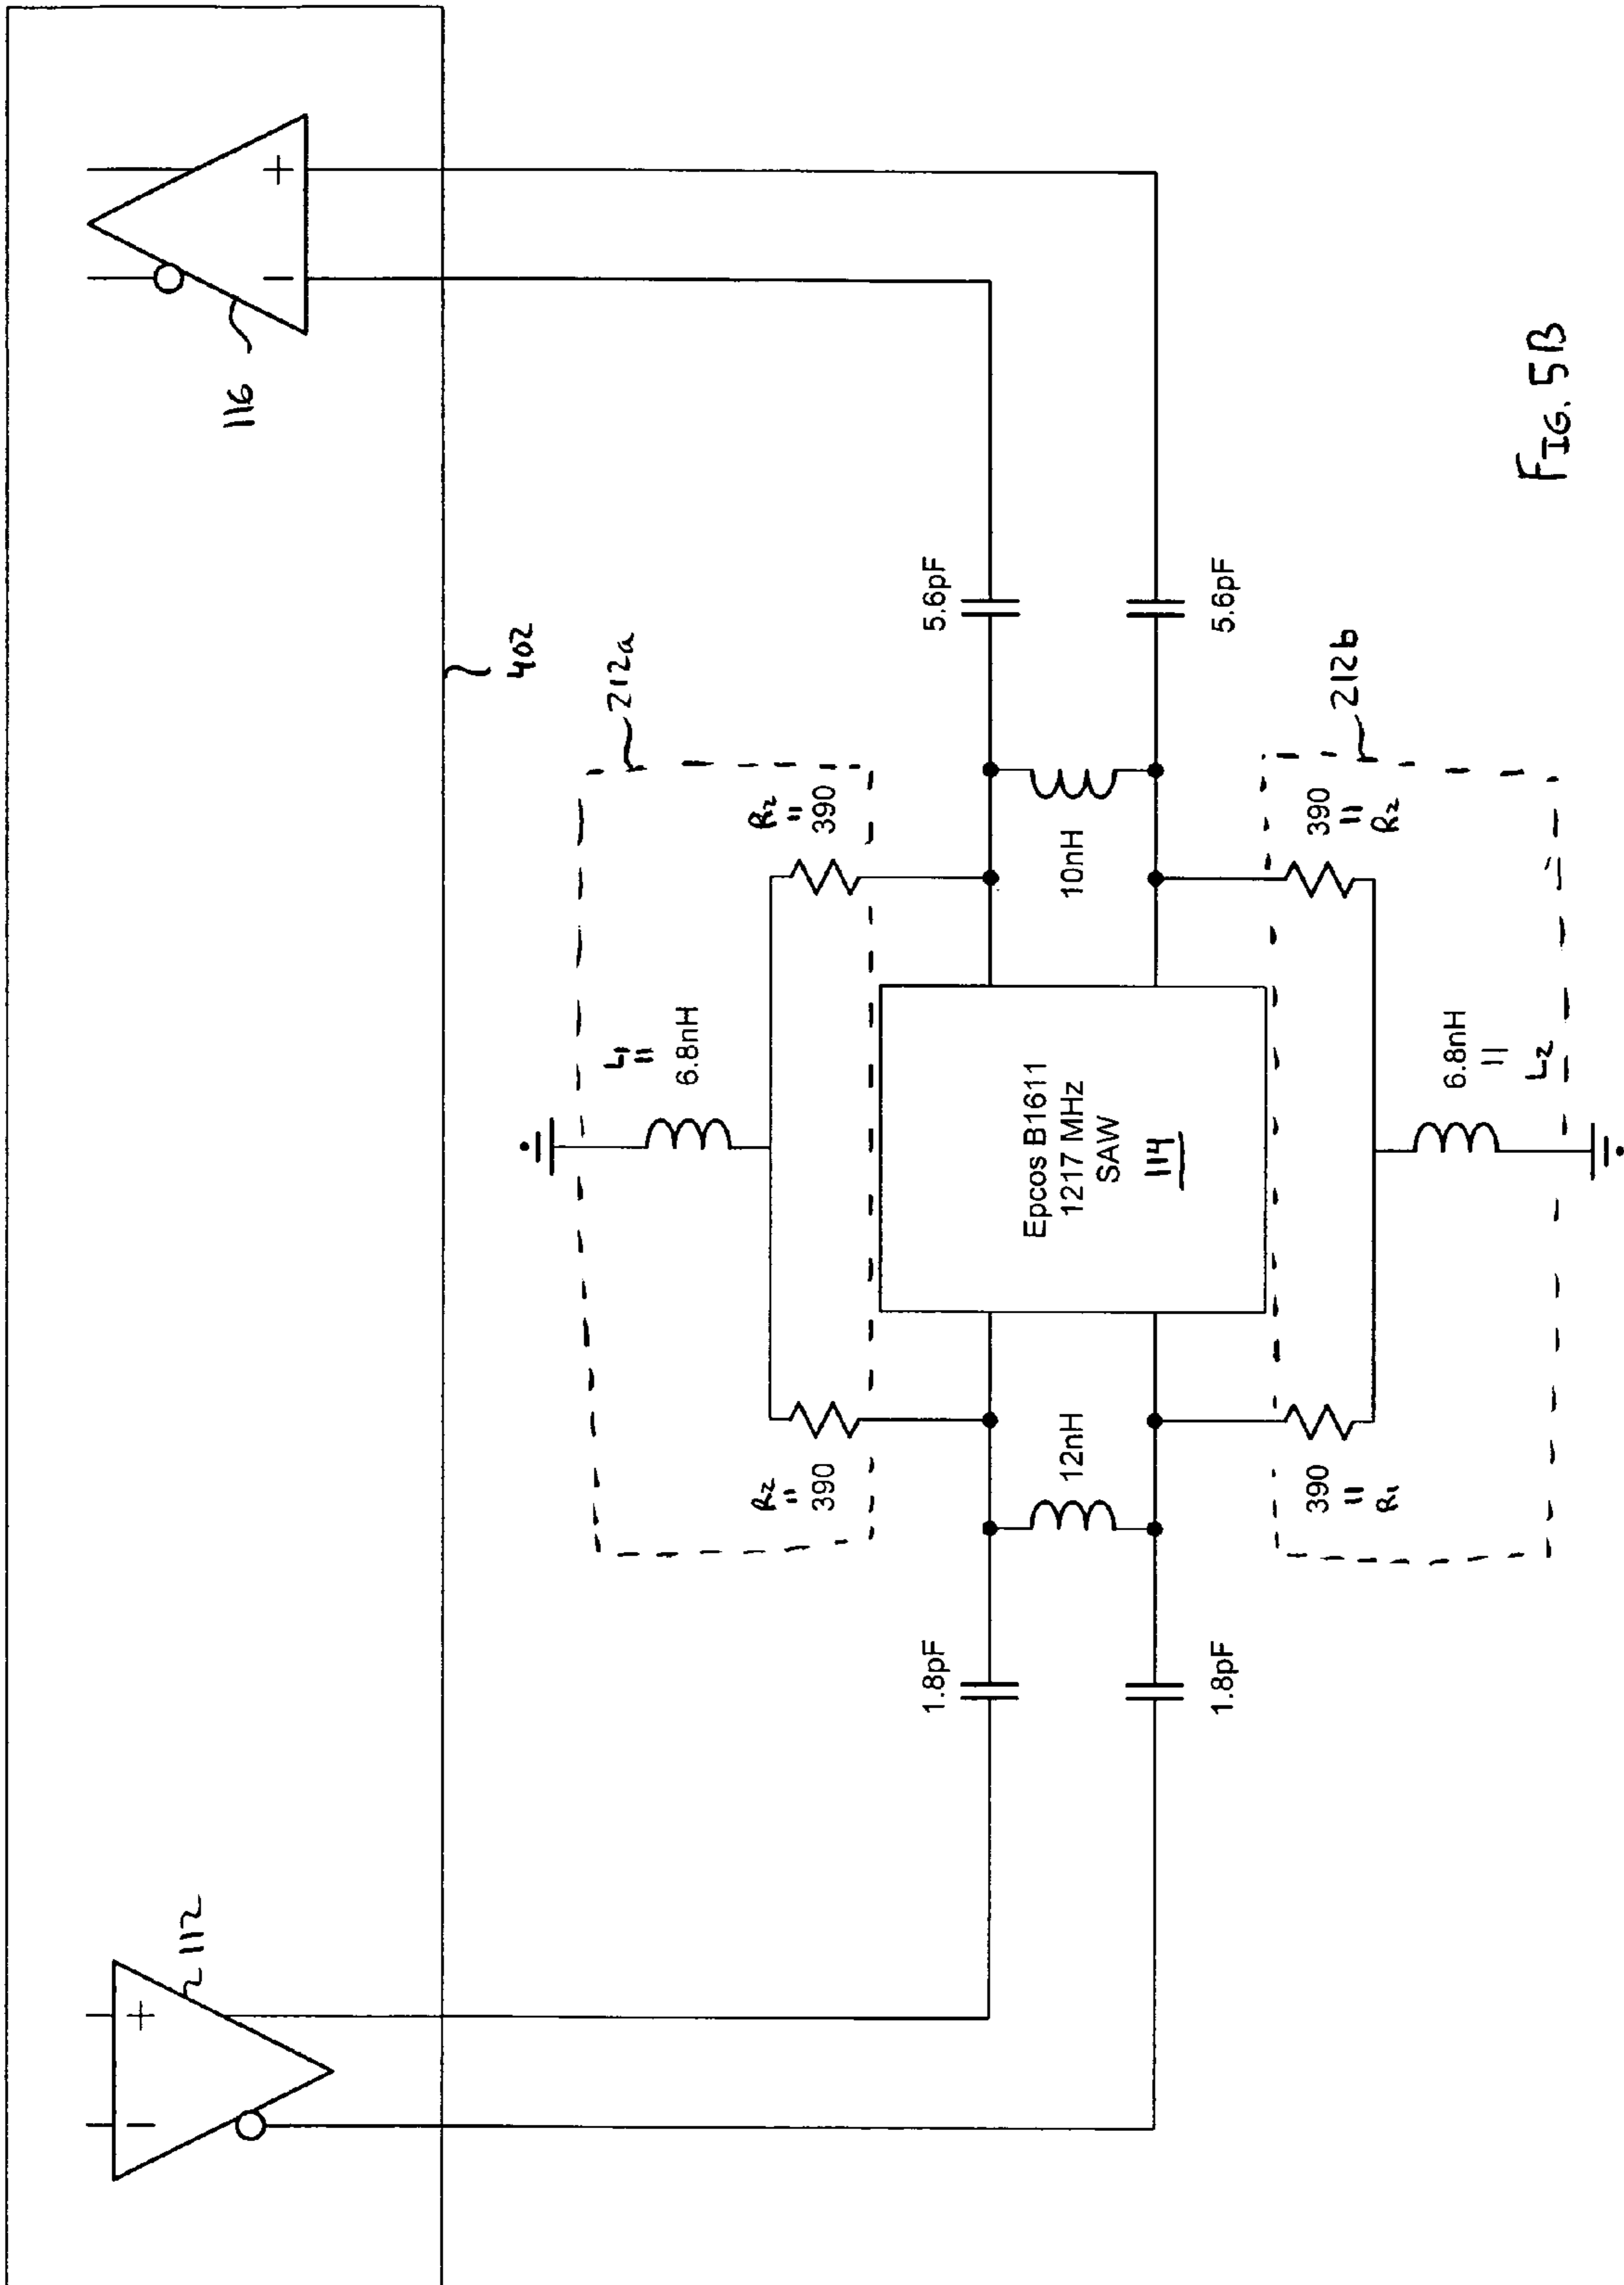 112
+
−
116
+
−
402
212a
L1
||
6.8nH
R2
||
390
R2
||
390
1.8pF
5.6pF
12nH
Epcos B1611
1217 MHz
SAW
114
10nH
1.8pF
5.6pF
390
||
R1
390
||
R2
212b
6.8nH
||
L2
FIG. 5B